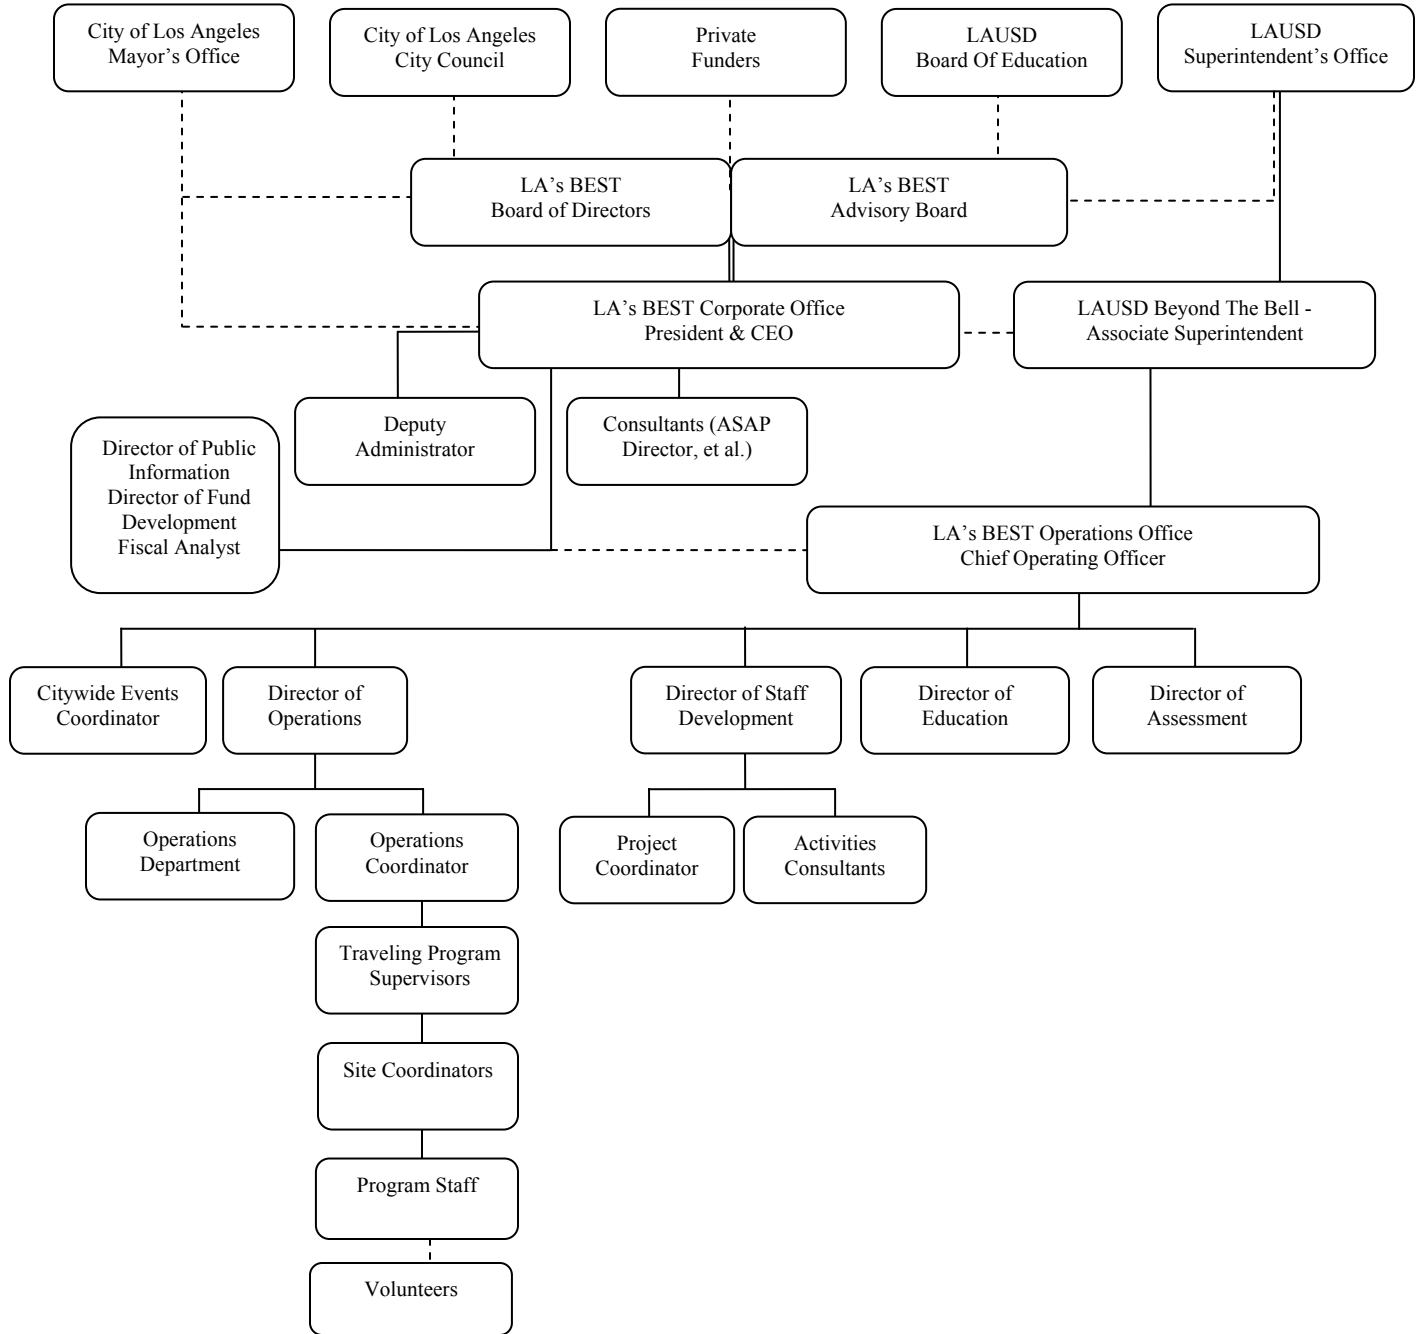 City of Los Angeles
Mayor's Office
City of Los Angeles
City Council
Private
Funders
LAUSD
Board Of Education
LAUSD
Superintendent's Office
LA's BEST
Board of Directors
LA's BEST
Advisory Board
LA's BEST Corporate Office
President & CEO
LAUSD Beyond The Bell -
Associate Superintendent
Deputy
Administrator
Consultants (ASAP
Director, et al.)
Director of Public
Information
Director of Fund
Development
Fiscal Analyst
LA's BEST Operations Office
Chief Operating Officer
Citywide Events
Coordinator
Director of
Operations
Director of Staff
Development
Director of
Education
Director of
Assessment
Operations
Department
Operations
Coordinator
Project
Coordinator
Activities
Consultants
Traveling Program
Supervisors
Site Coordinators
Program Staff
Volunteers